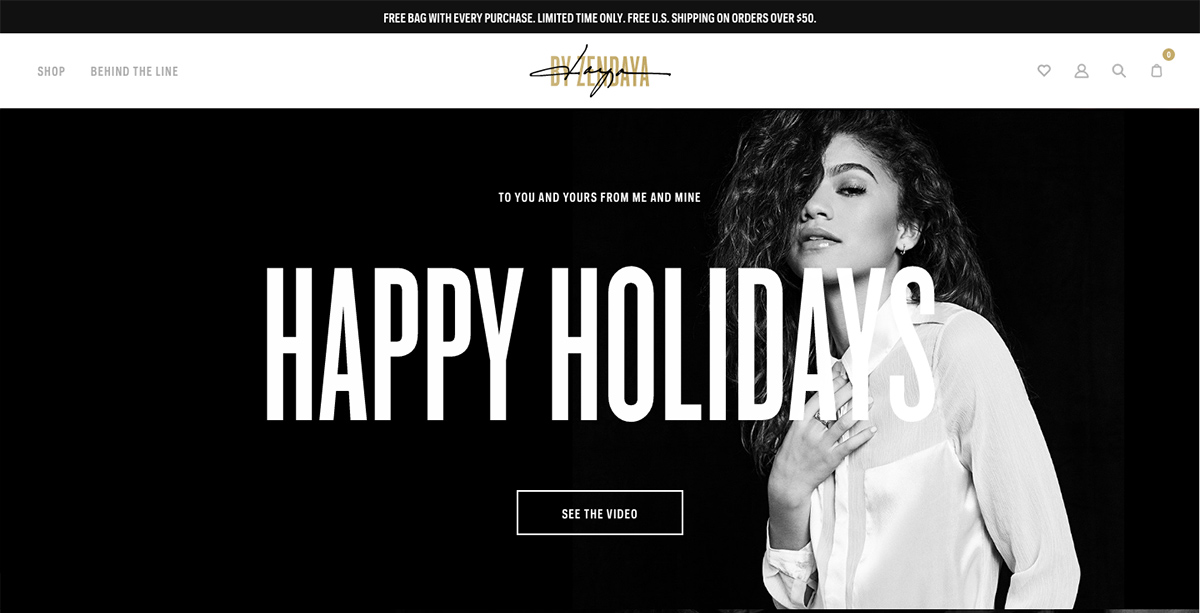 FREE BAG WITH EVERY PURCHASE. LIMITED TIME ONLY. FREE U.S. SHIPPING ON ORDERS OVER $50.
SHOP
BEHIND THE LINE
BY ZENDAYA
Daya
0
TO YOU AND YOURS FROM ME AND MINE
HAPPY HOLIDAYS
SEE THE VIDEO